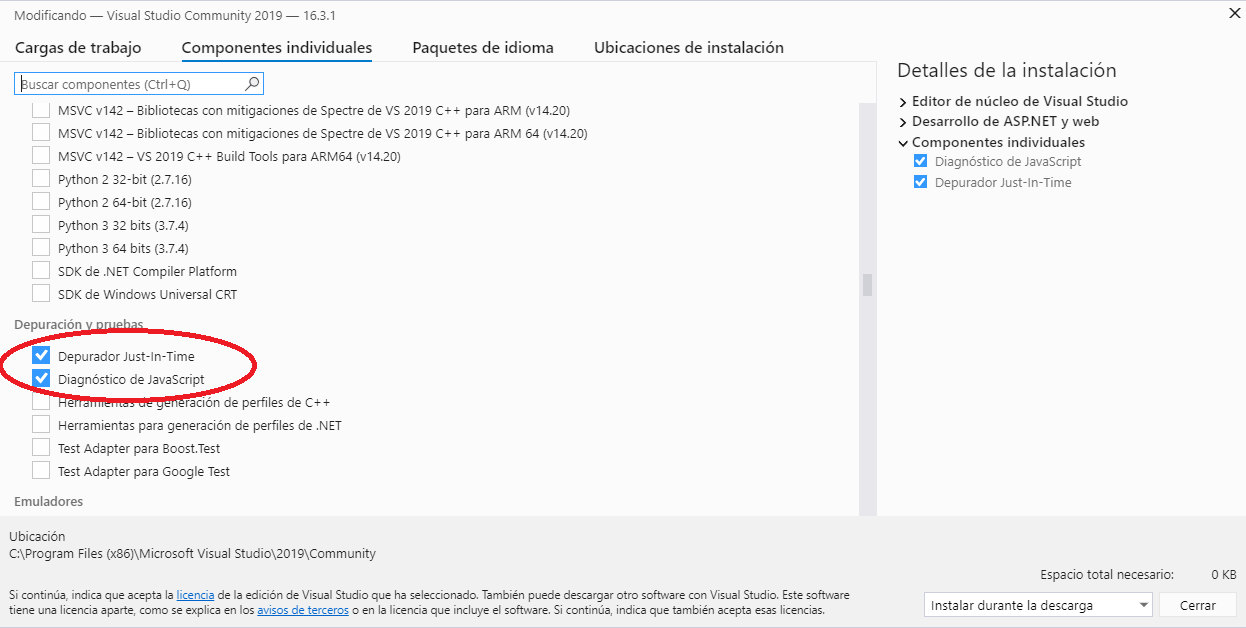 Modificando — Visual Studio Community 2019 — 16.3.1
Cargas de trabajo
Componentes individuales
Paquetes de idioma
Ubicaciones de instalación
Buscar componentes (Ctrl+Q)
MSVC v142 – Bibliotecas con mitigaciones de Spectre de VS 2019 C++ para ARM (v14.20)
MSVC v142 – Bibliotecas con mitigaciones de Spectre de VS 2019 C++ para ARM 64 (v14.20)
MSVC v142 – VS 2019 C++ Build Tools para ARM64 (v14.20)
Python 2 32-bit (2.7.16)
Python 2 64-bit (2.7.16)
Python 3 32 bits (3.7.4)
Python 3 64 bits (3.7.4)
SDK de .NET Compiler Platform
SDK de Windows Universal CRT
Depuración y pruebas
Depurador Just-In-Time
Diagnóstico de JavaScript
Herramientas de generación de perfiles de C++
Herramientas para generación de perfiles de .NET
Test Adapter para Boost.Test
Test Adapter para Google Test
Emuladores
Detalles de la instalación
Editor de núcleo de Visual Studio
Desarrollo de ASP.NET y web
Componentes individuales
Diagnóstico de JavaScript
Depurador Just-In-Time
Ubicación
C:\Program Files (x86)\Microsoft Visual Studio\2019\Community
Espacio total necesario: 0 KB
Si continúa, indica que acepta la licencia de la edición de Visual Studio que ha seleccionado. También puede descargar otro software con Visual Studio. Este software
tiene una licencia aparte, como se explica en los avisos de terceros o en la licencia que incluye el software. Si continúa, indica que también acepta esas licencias.
Instalar durante la descarga
Cerrar